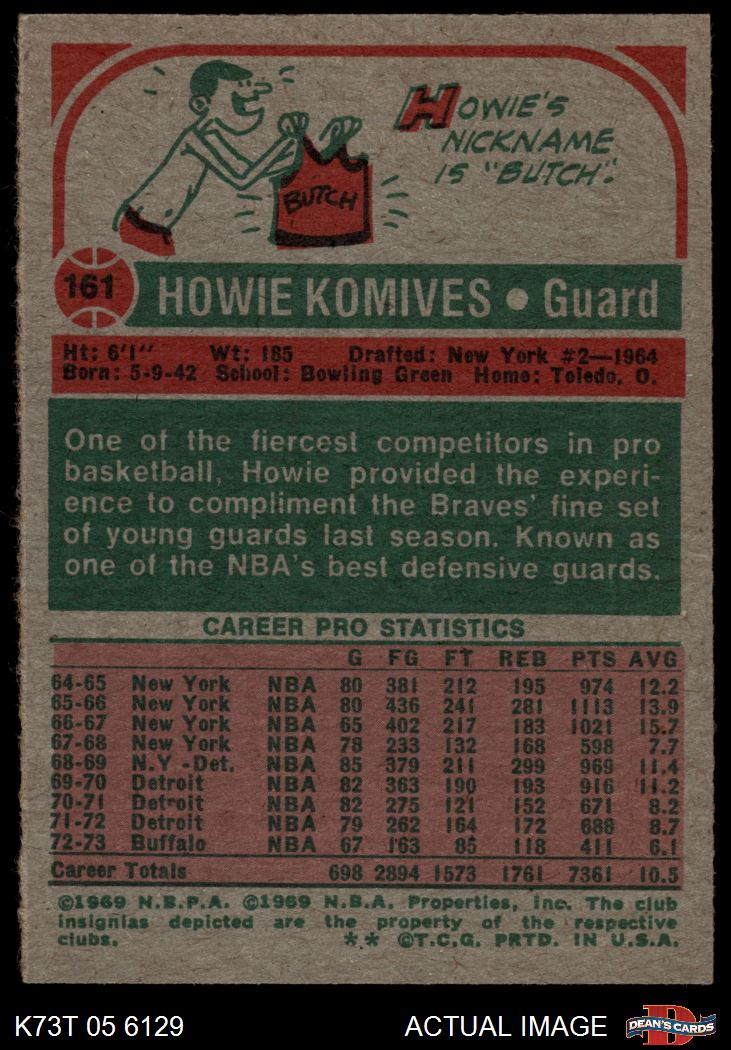 HOWIE'S
NICKNAME
IS "BUTCH".
BUTCH
161
HOWIE KOMIVES • Guard
Ht: 6'1" Wt: 185 Drafted: New York #2—1964
Born: 5-9-42 School: Bowling Green Home: Toledo, O.
One of the fiercest competitors in pro
basketball, Howie provided the experi-
ence to compliment the Braves' fine set
of young guards last season. Known as
one of the NBA's best defensive guards.
CAREER PRO STATISTICS
G FG FT REB PTS AVG
64-65 New York NBA 80 381 212 195 974 12.2
65-66 New York NBA 80 436 241 281 1113 13.9
66-67 New York NBA 65 402 217 183 1021 15.7
67-68 New York NBA 78 233 132 168 598 7.7
68-69 N.Y -Det. NBA 85 379 211 299 969 11.4
69-70 Detroit NBA 82 363 190 193 916 11.2
70-71 Detroit NBA 82 275 121 152 671 8.2
71-72 Detroit NBA 79 262 164 172 688 8.7
72-73 Buffalo NBA 67 163 85 118 411 6.1
Career Totals 698 2894 1573 1761 7361 10.5
©1969 N.B.P.A. ©1969 N.B.A. Properties, Inc. The club
insignias depicted are the property of the respective
clubs. ** ©T.C.G. PRTD. IN U.S.A.
K73T 05 6129 ACTUAL IMAGE DEAN'S CARDS